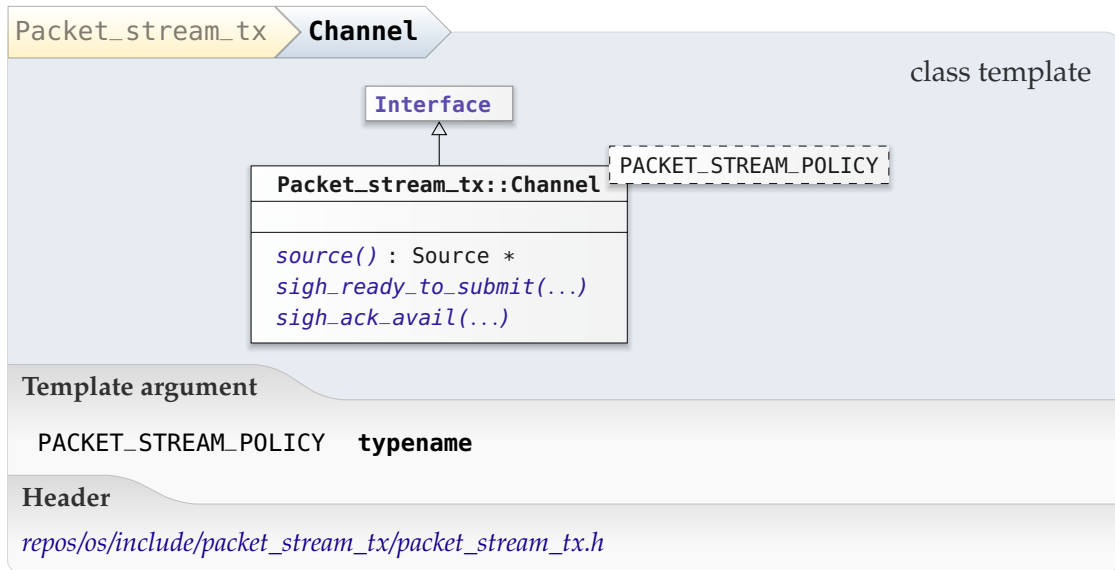 Packet_stream_tx Channel
class template
Interface
PACKET_STREAM_POLICY
Packet_stream_tx::Channel
source() : Source *
sigh_ready_to_submit(...)
sigh_ack_avail(...)
Template argument
PACKET_STREAM_POLICY typename
Header
repos/os/include/packet_stream_tx/packet_stream_tx.h